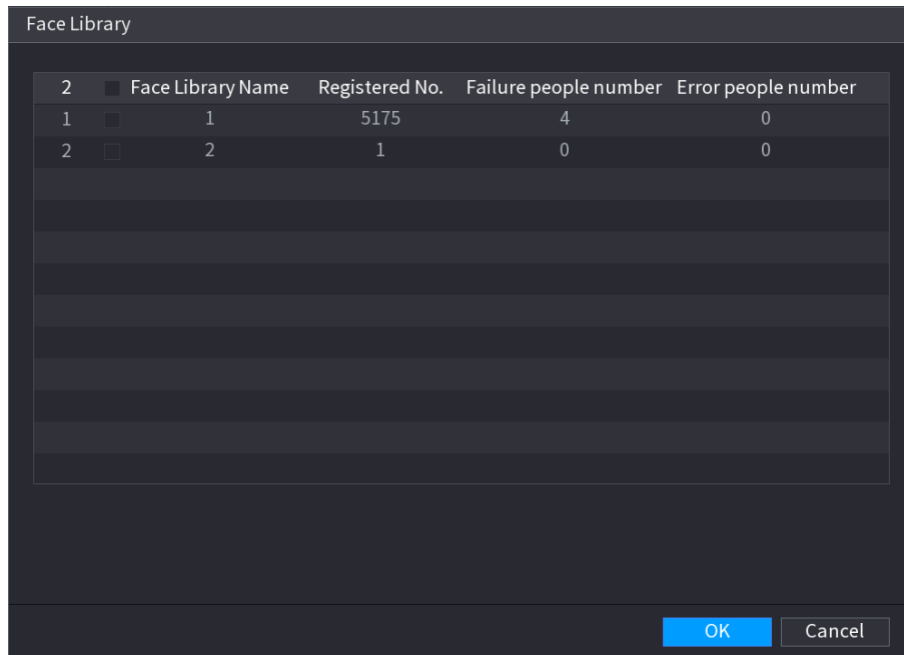 Face Library
2 Face Library Name Registered No. Failure people number Error people number
1 1 5175 4 0
2 2 1 0 0
OK Cancel